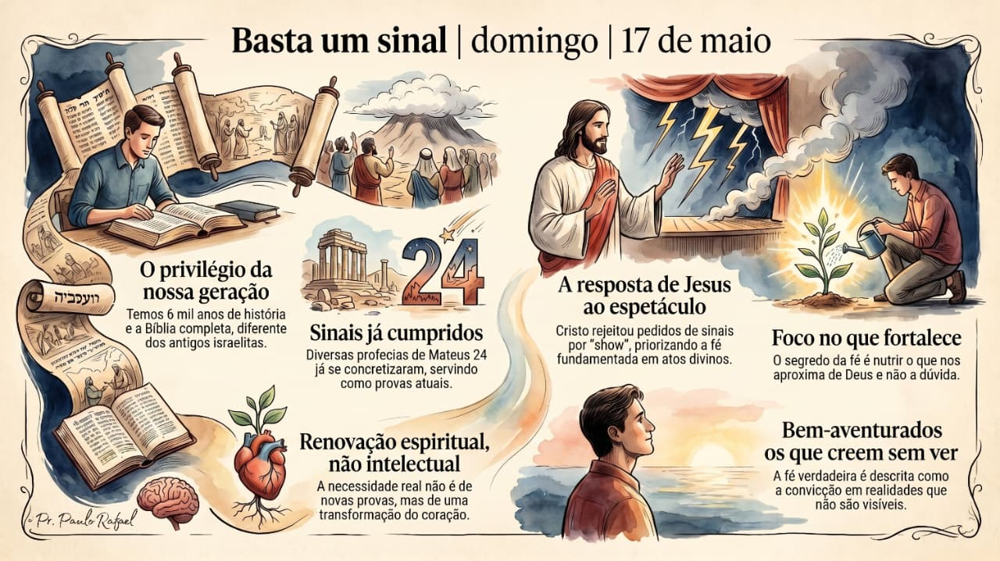 Basta um sinal | domingo | 17 de maio
O privilégio da
nossa geração
Temos 6 mil anos de história
e a Bíblia completa, diferente
dos antigos israelitas.
24
Sinais já cumpridos
Diversas profecias de Mateus 24
já se concretizaram, servindo
como provas atuais.
Renovação espiritual,
não intelectual
A necessidade real não é de
novas provas, mas de uma
transformação do coração.
A resposta de Jesus
ao espetáculo
Cristo rejeitou pedidos de sinais
por “show”, priorizando a fé
fundamentada em atos divinos.
Foco no que fortalece
O segredo da fé é nutrir o que nos
aproxima de Deus e não a dúvida.
Bem-aventurados
os que creem sem ver
A fé verdadeira é descrita como
a convicção em realidades que
não são visíveis.
Pr. Paulo Rafael